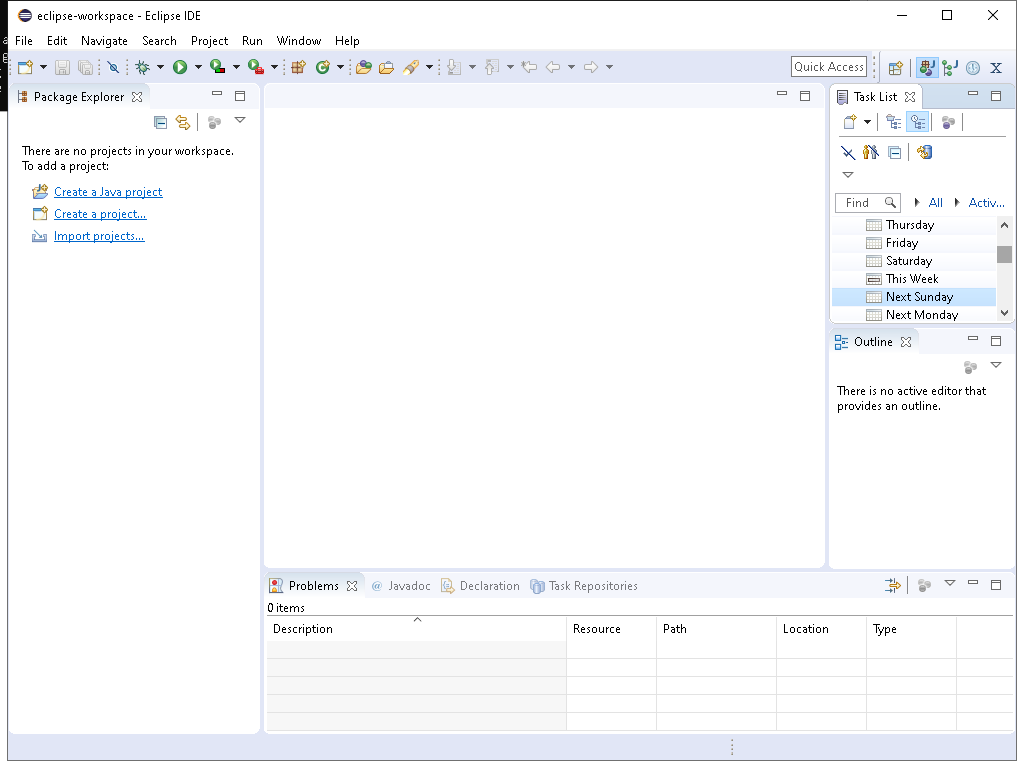 eclipse-workspace - Eclipse IDE
File Edit Navigate Search Project Run Window Help
Quick Access
Package Explorer
There are no projects in your workspace.
To add a project:
Create a Java project
Create a project...
Import projects...
Task List
Find All Activ...
Thursday
Friday
Saturday
This Week
Next Sunday
Next Monday
Outline
There is no active editor that
provides an outline.
Problems @ Javadoc Declaration Task Repositories
0 items
Description Resource Path Location Type